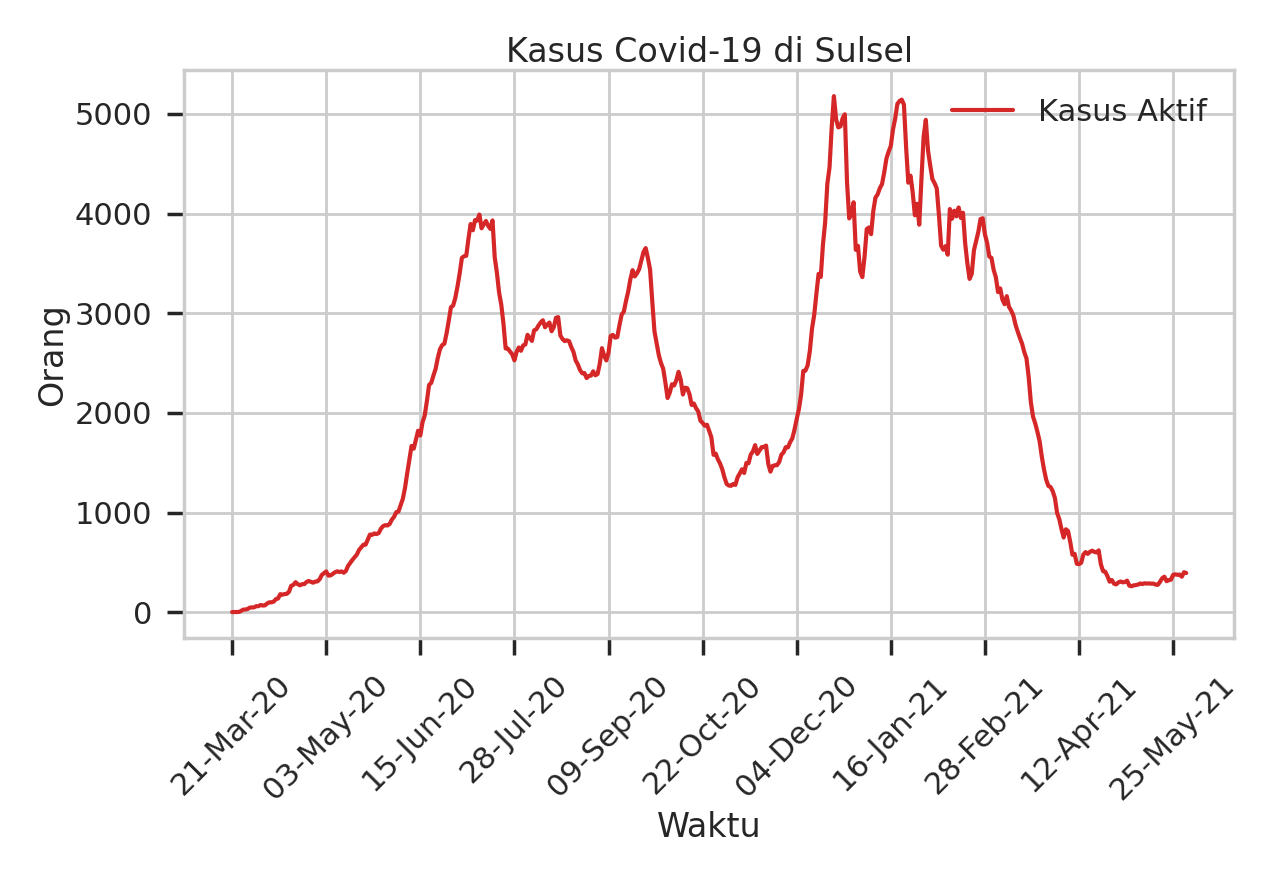 Kasus Covid-19 di Sulsel
Kasus Aktif
Orang
5000
4000
3000
2000
1000
0
21-Mar-20
03-May-20
15-Jun-20
28-Jul-20
09-Sep-20
22-Oct-20
04-Dec-20
16-Jan-21
28-Feb-21
12-Apr-21
25-May-21
Waktu